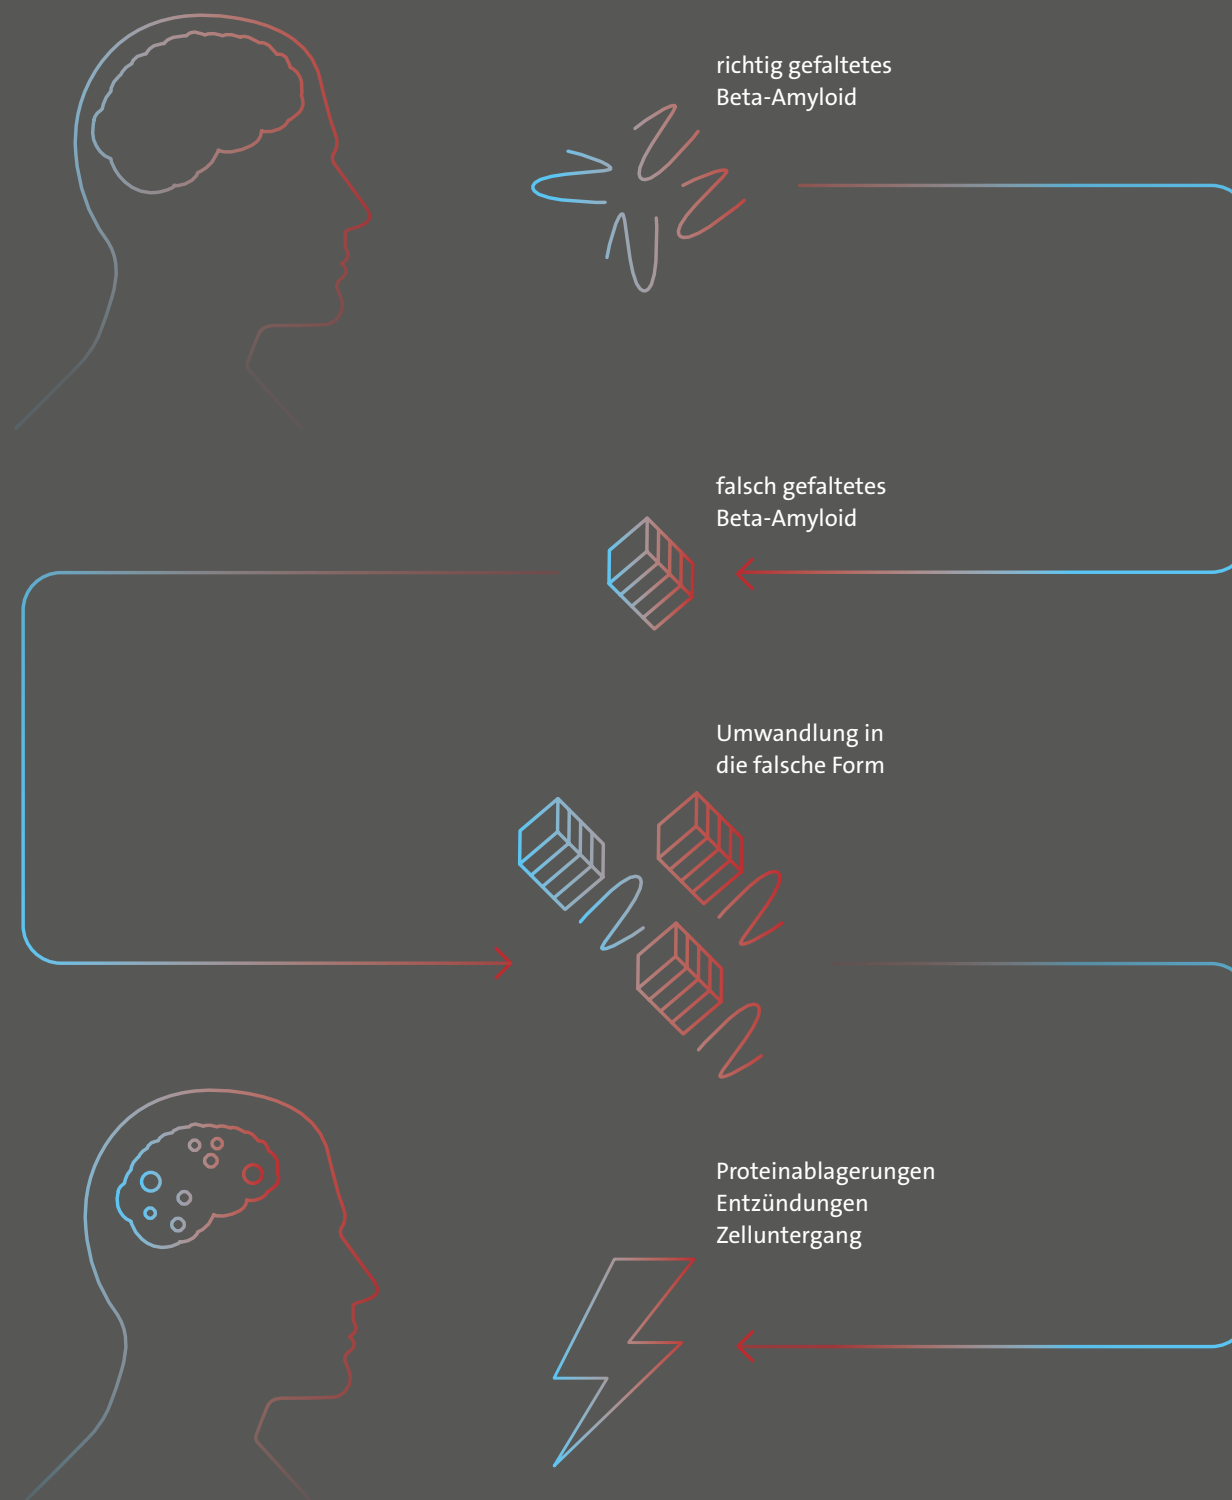 richtig gefaltetes
Beta-Amyloid
falsch gefaltetes
Beta-Amyloid
Umwandlung in
die falsche Form
Proteinablagerungen
Entzündungen
Zelluntergang